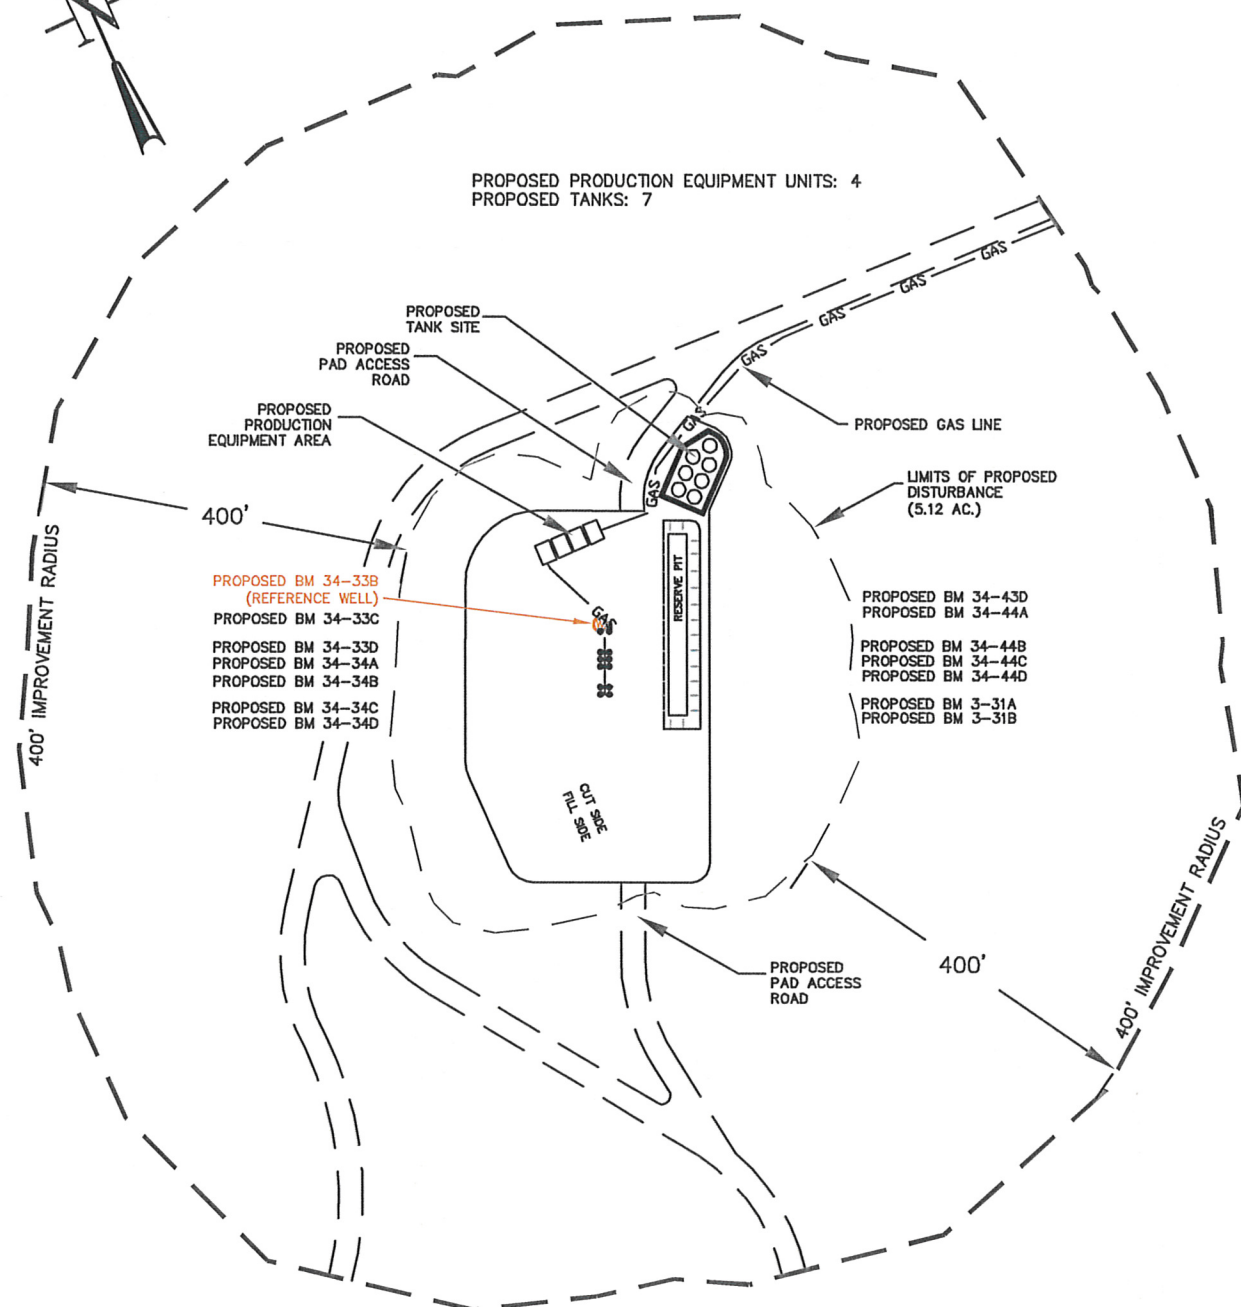 PROPOSED PRODUCTION EQUIPMENT UNITS: 4
PROPOSED TANKS: 7
GAS
GAS
GAS
GAS
PROPOSED
TANK SITE
PROPOSED
PAD ACCESS
ROAD
PROPOSED
PRODUCTION
EQUIPMENT AREA
GAS
GAS
PROPOSED GAS LINE
LIMITS OF PROPOSED
DISTURBANCE
(5.12 AC.)
400'
400' IMPROVEMENT RADIUS
RESERVE PIT
PROPOSED BM 34-33B
(REFERENCE WELL)
PROPOSED BM 34-33C
PROPOSED BM 34-33D
PROPOSED BM 34-34A
PROPOSED BM 34-34B
PROPOSED BM 34-34C
PROPOSED BM 34-34D
GAS
PROPOSED BM 34-43D
PROPOSED BM 34-44A
PROPOSED BM 34-44B
PROPOSED BM 34-44C
PROPOSED BM 34-44D
PROPOSED BM 3-31A
PROPOSED BM 3-31B
CUT SIDE
FILL SIDE
PROPOSED
PAD ACCESS
ROAD
400'
400' IMPROVEMENT RADIUS